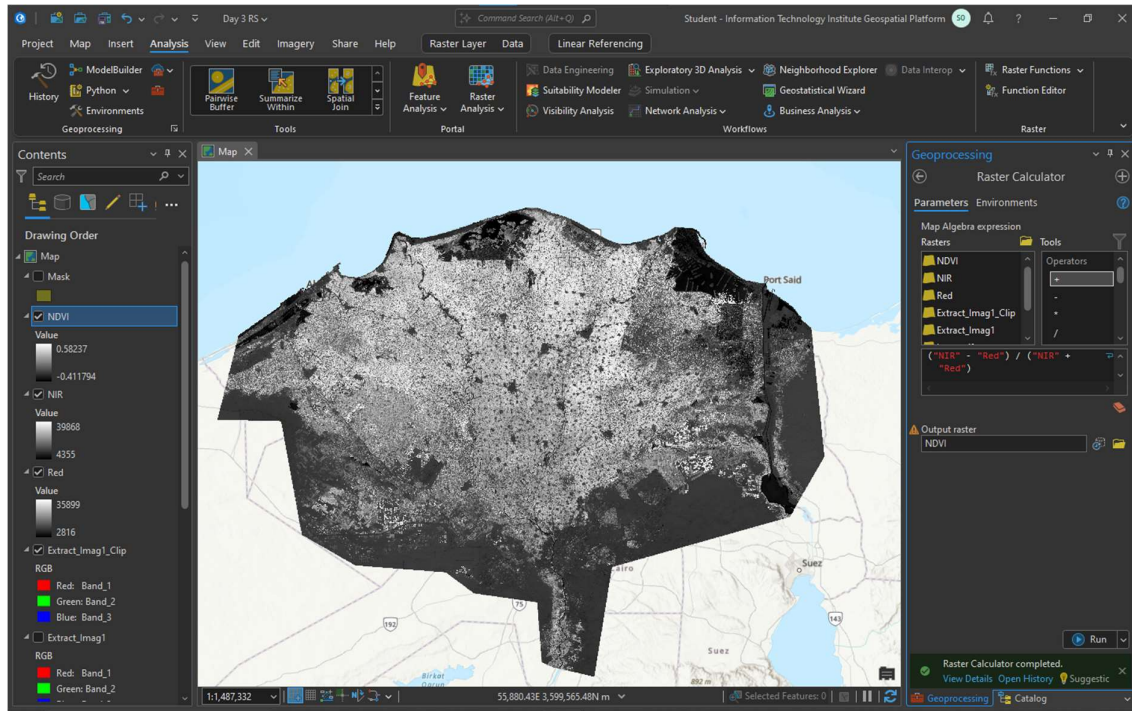 Day 3 RS
Command Search (Alt+Q)
Student - Information Technology Institute Geospatial Platform
SO
?
Project Map Insert Analysis View Edit Imagery Share Help Raster Layer Data Linear Referencing
History
ModelBuilder
Python
Environments
Geoprocessing
Pairwise Buffer
Summarize Within
Spatial Join
Tools
Feature Analysis
Raster Analysis
Portal
Data Engineering
Exploratory 3D Analysis
Neighborhood Explorer
Data Interop
Suitability Modeler
Simulation
Geostatistical Wizard
Visibility Analysis
Network Analysis
Business Analysis
Workflows
Raster Functions
Function Editor
Raster
Contents
Search
Drawing Order
Map
Mask
NDVI
Value
0.58237
-0.411794
NIR
Value
39868
4355
Red
Value
35899
2816
Extract_Imag1_Clip
RGB
Red: Band_1
Green: Band_2
Blue: Band_3
Extract_Imag1
RGB
Red: Band_1
Green: Band_2
Map
Port Said
Suez
75
192
143
Suez
Birket
892 m
1:1,487,332
55,880.43E 3,599,565.48N m
Selected Features: 0
Geoprocessing
Raster Calculator
Parameters Environments
Map Algebra expression
Rasters
Tools
NDVI
NIR
Red
Extract_Imag1_Clip
Extract_Imag1
Operators
+
-
*
/
("NIR" - "Red") / ("NIR" +
"Red")
Output raster
NDVI
Run
Raster Calculator completed.
View Details Open History Suggestic
Geoprocessing Catalog